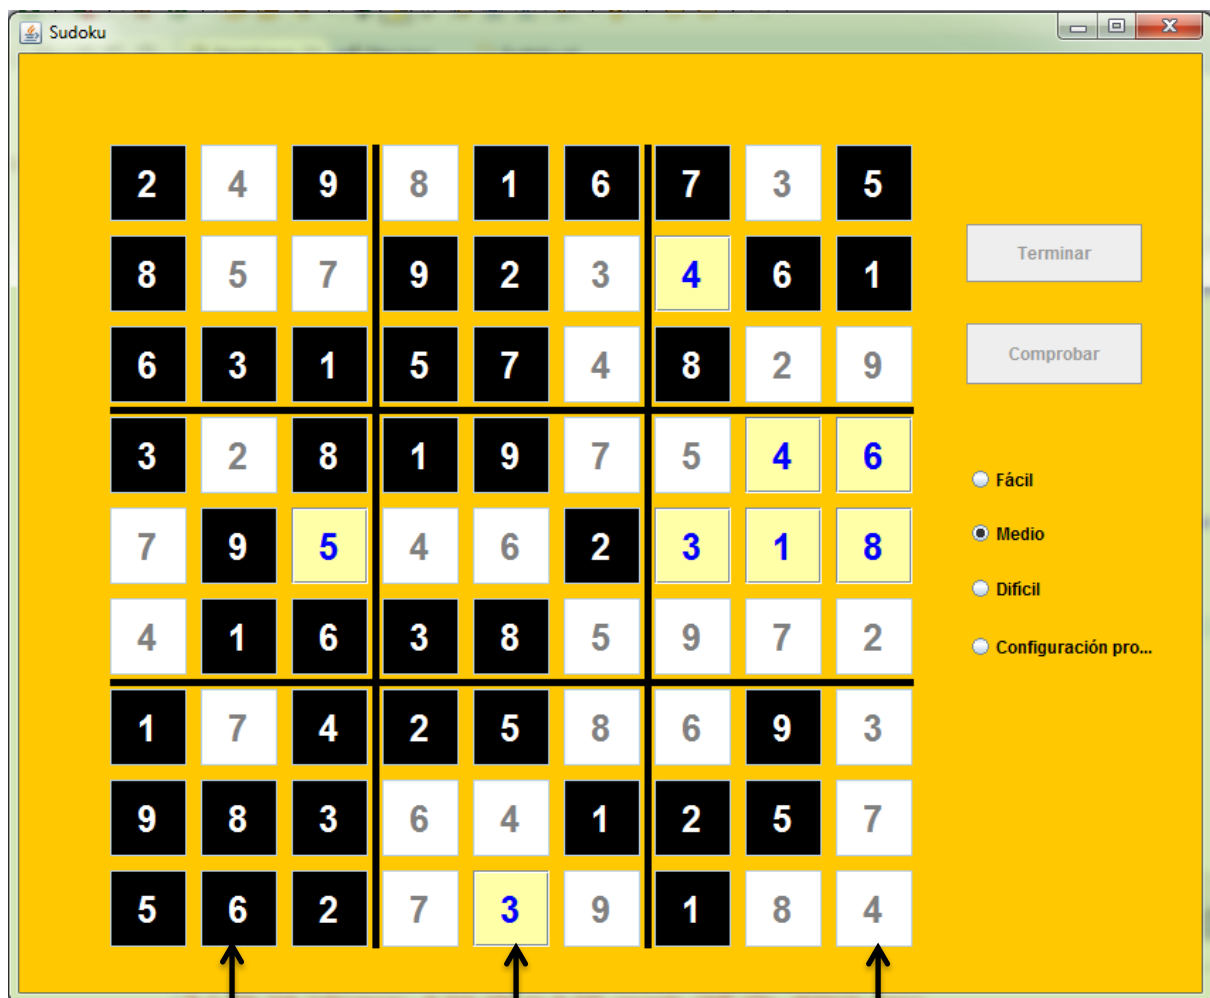 Sudoku
2 4 9 8 1 6 7 3 5
8 5 7 9 2 3 4 6 1
Terminar
6 3 1 5 7 4 8 2 9
Comprobar
3 2 8 1 9 7 5 4 6
Fácil
7 9 5 4 6 2 3 1 8
Medio
Difícil
4 1 6 3 8 5 9 7 2
Configuración pro...
1 7 4 2 5 8 6 9 3
9 8 3 6 4 1 2 5 7
5 6 2 7 3 9 1 8 4